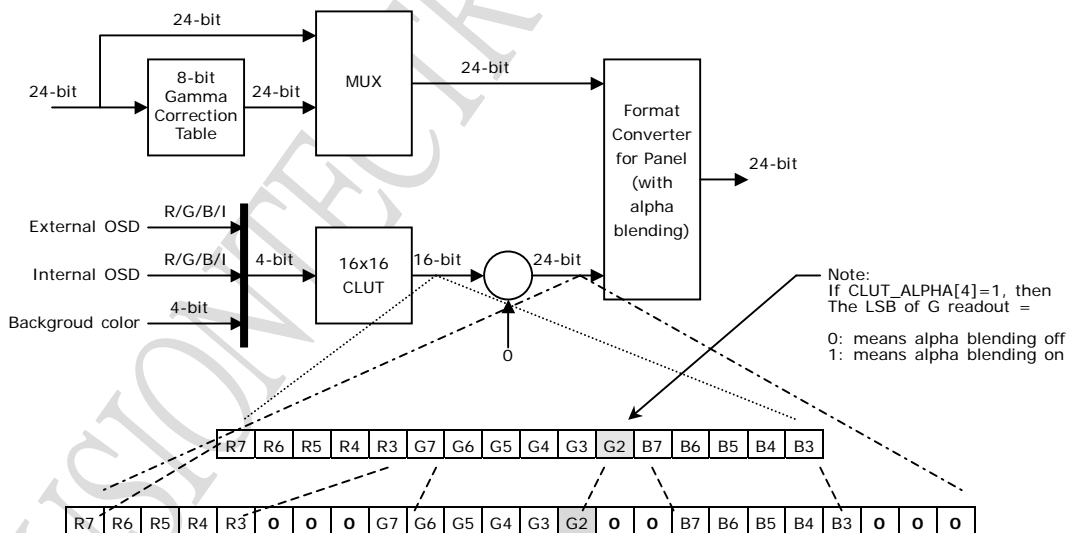 24-bit
24-bit
8-bit
Gamma
Correction
Table
24-bit
MUX
24-bit
Format
Converter
for Panel
(with
alpha
blending)
24-bit
External OSD
R/G/B/I
Internal OSD
R/G/B/I
Backgroud color
4-bit
4-bit
16x16
CLUT
16-bit
24-bit
0
Note:
If CLUT_ALPHA[4]=1, then
The LSB of G readout =
0: means alpha blending off
1: means alpha blending on
R7 R6 R5 R4 R3 G7 G6 G5 G4 G3 G2 B7 B6 B5 B4 B3
R7 R6 R5 R4 R3 0 0 0 G7 G6 G5 G4 G3 G2 0 0 B7 B6 B5 B4 B3 0 0 0